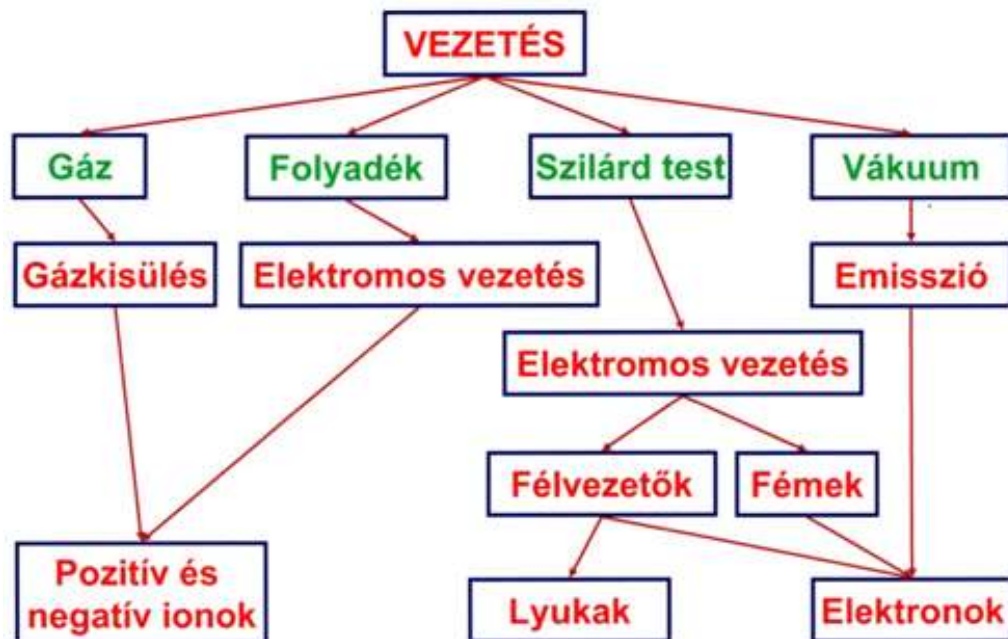 VEZETÉS
Gáz
Folyadék
Szilárd test
Vákuum
Gázkisülés
Elektromos vezetés
Emisszió
Elektromos vezetés
Félvezetők
Fémek
Pozitív és
negatív ionok
Lyukak
Elektronok